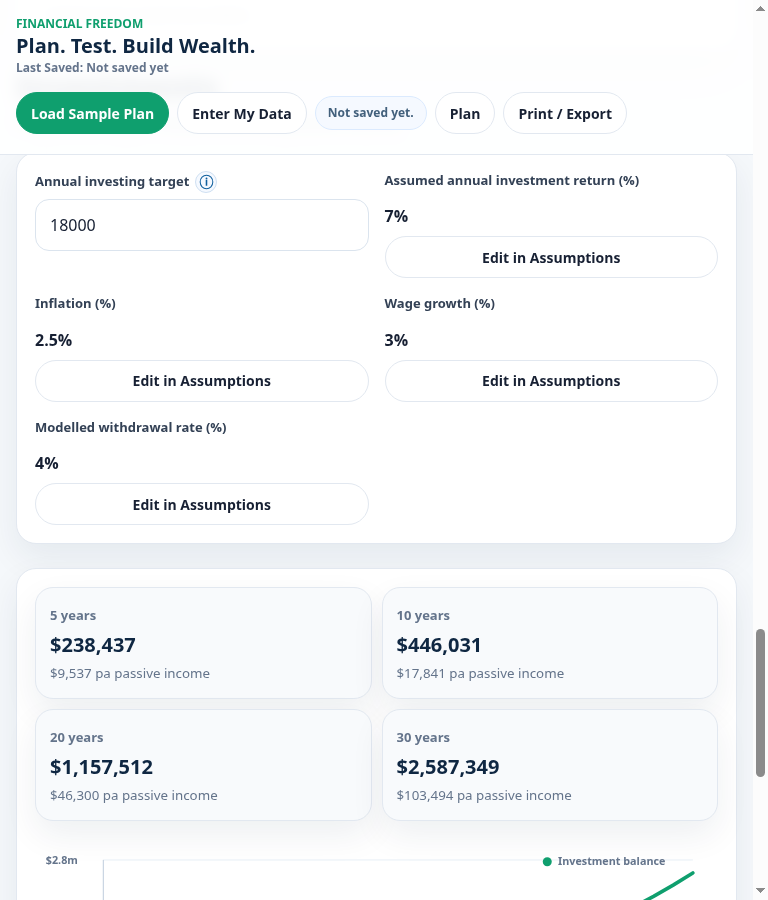 FINANCIAL FREEDOM
Plan. Test. Build Wealth.
Last Saved: Not saved yet
Load Sample Plan
Enter My Data
Not saved yet.
Plan
Print / Export
Annual investing target ⓘ
18000
Assumed annual investment return (%)
7%
Edit in Assumptions
Inflation (%)
2.5%
Edit in Assumptions
Wage growth (%)
3%
Edit in Assumptions
Modelled withdrawal rate (%)
4%
Edit in Assumptions
5 years
$238,437
$9,537 pa passive income
10 years
$446,031
$17,841 pa passive income
20 years
$1,157,512
$46,300 pa passive income
30 years
$2,587,349
$103,494 pa passive income
$2.8m
Investment balance